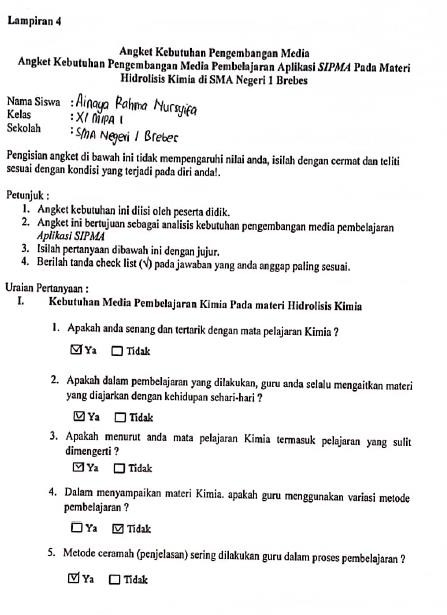 Lampiran 4
Angket Kebutuhan Pengembangan Media
Angket Kebutuhan Pengembangan Media Pembelajaran Aplikasi SIPMA Pada Materi
Hidrolisis Kimia di SMA Negeri 1 Brebes
Nama Siswa : Ainaya Rahma Nursyifa
Kelas : XI MIPA 1
Sekolah : SMA Negeri 1 Brebes
Pengisian angket di bawah ini tidak mempengaruhi nilai anda, isilah dengan cermat dan teliti
sesuai dengan kondisi yang terjadi pada diri anda!.
Petunjuk :
1. Angket kebutuhan ini diisi oleh peserta didik.
2. Angket ini bertujuan sebagai analisis kebutuhan pengembangan media pembelajaran
Aplikasi SIPMA
3. Isilah pertanyaan dibawah ini dengan jujur.
4. Berilah tanda check list (√) pada jawaban yang anda anggap paling sesuai.
Uraian Pertanyaan :
I. Kebutuhan Media Pembelajaran Kimia Pada materi Hidrolisis Kimia
1. Apakah anda senang dan tertarik dengan mata pelajaran Kimia ?
☑ Ya ☐ Tidak
2. Apakah dalam pembelajaran yang dilakukan, guru anda selalu mengaitkan materi
yang diajarkan dengan kehidupan sehari-hari ?
☑ Ya ☐ Tidak
3. Apakah menurut anda mata pelajaran Kimia termasuk pelajaran yang sulit
dimengerti ?
☑ Ya ☐ Tidak
4. Dalam menyampaikan materi Kimia. apakah guru menggunakan variasi metode
pembelajaran ?
☐ Ya ☑ Tidak
5. Metode ceramah (penjelasan) sering dilakukan guru dalam proses pembelajaran ?
☑ Ya ☐ Tidak